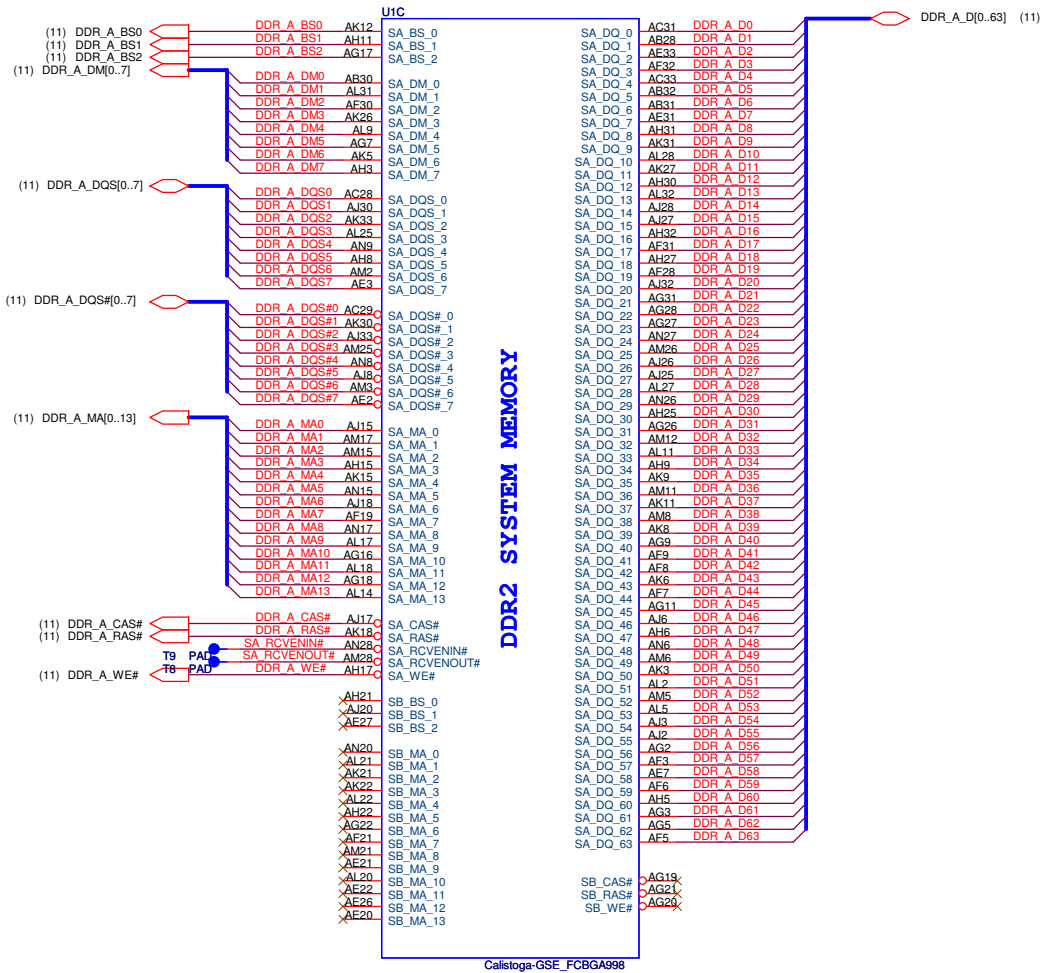 U1C
DDR_A_D[0..63] (11)
(11) DDR_A_BS0 DDR_A_BS0 AK12 SA_BS_0
(11) DDR_A_BS1 DDR_A_BS1 AH11 SA_BS_1
(11) DDR_A_BS2 DDR_A_BS2 AG17 SA_BS_2
(11) DDR_A_DM[0..7]
DDR_A_DM0 AB30 SA_DM_0
DDR_A_DM1 AL31 SA_DM_1
DDR_A_DM2 AF30 SA_DM_2
DDR_A_DM3 AK26 SA_DM_3
DDR_A_DM4 AL9 SA_DM_4
DDR_A_DM5 AG7 SA_DM_5
DDR_A_DM6 AK5 SA_DM_6
DDR_A_DM7 AH3 SA_DM_7
(11) DDR_A_DQS[0..7]
DDR_A_DQS0 AC28 SA_DQS_0
DDR_A_DQS1 AJ30 SA_DQS_1
DDR_A_DQS2 AK33 SA_DQS_2
DDR_A_DQS3 AL25 SA_DQS_3
DDR_A_DQS4 AN9 SA_DQS_4
DDR_A_DQS5 AH8 SA_DQS_5
DDR_A_DQS6 AM2 SA_DQS_6
DDR_A_DQS7 AE3 SA_DQS_7
(11) DDR_A_DQS#[0..7]
DDR_A_DQS#0 AC29 SA_DQS#_0
DDR_A_DQS#1 AK30 SA_DQS#_1
DDR_A_DQS#2 AJ33 SA_DQS#_2
DDR_A_DQS#3 AM25 SA_DQS#_3
DDR_A_DQS#4 AN8 SA_DQS#_4
DDR_A_DQS#5 AJ8 SA_DQS#_5
DDR_A_DQS#6 AM3 SA_DQS#_6
DDR_A_DQS#7 AE2 SA_DQS#_7
(11) DDR_A_MA[0..13]
DDR_A_MA0 AJ15 SA_MA_0
DDR_A_MA1 AM17 SA_MA_1
DDR_A_MA2 AM15 SA_MA_2
DDR_A_MA3 AH15 SA_MA_3
DDR_A_MA4 AK15 SA_MA_4
DDR_A_MA5 AN15 SA_MA_5
DDR_A_MA6 AJ18 SA_MA_6
DDR_A_MA7 AF19 SA_MA_7
DDR_A_MA8 AN17 SA_MA_8
DDR_A_MA9 AL17 SA_MA_9
DDR_A_MA10 AG16 SA_MA_10
DDR_A_MA11 AL18 SA_MA_11
DDR_A_MA12 AG18 SA_MA_12
DDR_A_MA13 AL14 SA_MA_13
(11) DDR_A_CAS# DDR_A_CAS# AJ17 SA_CAS#
(11) DDR_A_RAS# DDR_A_RAS# AK18 SA_RAS#
T9 PAD SA_RCVENIN# AN28 SA_RCVENIN#
T8 PAD SA_RCVENOUT# AM28 SA_RCVENOUT#
(11) DDR_A_WE# DDR_A_WE# AH17 SA_WE#
AH21 SB_BS_0
AJ20 SB_BS_1
AE27 SB_BS_2
AN20 SB_MA_0
AL21 SB_MA_1
AK21 SB_MA_2
AK22 SB_MA_3
AL22 SB_MA_4
AH22 SB_MA_5
AG22 SB_MA_6
AF21 SB_MA_7
AM21 SB_MA_8
AE21 SB_MA_9
AL20 SB_MA_10
AE22 SB_MA_11
AE26 SB_MA_12
AE20 SB_MA_13
DDR2 SYSTEM MEMORY
SA_DQ_0 AC31 DDR_A_D0
SA_DQ_1 AB28 DDR_A_D1
SA_DQ_2 AE33 DDR_A_D2
SA_DQ_3 AF32 DDR_A_D3
SA_DQ_4 AC33 DDR_A_D4
SA_DQ_5 AB32 DDR_A_D5
SA_DQ_6 AB31 DDR_A_D6
SA_DQ_7 AE31 DDR_A_D7
SA_DQ_8 AH31 DDR_A_D8
SA_DQ_9 AK31 DDR_A_D9
SA_DQ_10 AL28 DDR_A_D10
SA_DQ_11 AK27 DDR_A_D11
SA_DQ_12 AH30 DDR_A_D12
SA_DQ_13 AL32 DDR_A_D13
SA_DQ_14 AJ28 DDR_A_D14
SA_DQ_15 AJ27 DDR_A_D15
SA_DQ_16 AH32 DDR_A_D16
SA_DQ_17 AF31 DDR_A_D17
SA_DQ_18 AH27 DDR_A_D18
SA_DQ_19 AF28 DDR_A_D19
SA_DQ_20 AJ32 DDR_A_D20
SA_DQ_21 AG31 DDR_A_D21
SA_DQ_22 AG28 DDR_A_D22
SA_DQ_23 AG27 DDR_A_D23
SA_DQ_24 AN27 DDR_A_D24
SA_DQ_25 AM26 DDR_A_D25
SA_DQ_26 AJ26 DDR_A_D26
SA_DQ_27 AJ25 DDR_A_D27
SA_DQ_28 AL27 DDR_A_D28
SA_DQ_29 AN26 DDR_A_D29
SA_DQ_30 AH25 DDR_A_D30
SA_DQ_31 AG26 DDR_A_D31
SA_DQ_32 AM12 DDR_A_D32
SA_DQ_33 AL11 DDR_A_D33
SA_DQ_34 AH9 DDR_A_D34
SA_DQ_35 AK9 DDR_A_D35
SA_DQ_36 AM11 DDR_A_D36
SA_DQ_37 AK11 DDR_A_D37
SA_DQ_38 AM8 DDR_A_D38
SA_DQ_39 AK8 DDR_A_D39
SA_DQ_40 AG9 DDR_A_D40
SA_DQ_41 AF9 DDR_A_D41
SA_DQ_42 AF8 DDR_A_D42
SA_DQ_43 AK6 DDR_A_D43
SA_DQ_44 AF7 DDR_A_D44
SA_DQ_45 AG11 DDR_A_D45
SA_DQ_46 AJ6 DDR_A_D46
SA_DQ_47 AH6 DDR_A_D47
SA_DQ_48 AN6 DDR_A_D48
SA_DQ_49 AM6 DDR_A_D49
SA_DQ_50 AK3 DDR_A_D50
SA_DQ_51 AL2 DDR_A_D51
SA_DQ_52 AM5 DDR_A_D52
SA_DQ_53 AL5 DDR_A_D53
SA_DQ_54 AJ3 DDR_A_D54
SA_DQ_55 AJ2 DDR_A_D55
SA_DQ_56 AG2 DDR_A_D56
SA_DQ_57 AF3 DDR_A_D57
SA_DQ_58 AE7 DDR_A_D58
SA_DQ_59 AF6 DDR_A_D59
SA_DQ_60 AH5 DDR_A_D60
SA_DQ_61 AG3 DDR_A_D61
SA_DQ_62 AG5 DDR_A_D62
SA_DQ_63 AF5 DDR_A_D63
SB_CAS# AG19
SB_RAS# AG21
SB_WE# AG20
Calistoga-GSE_FCBGA998